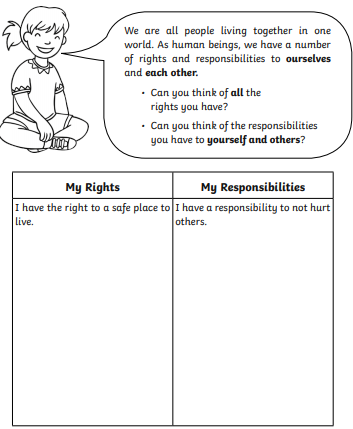 We are all people living together in one
world. As human beings, we have a number
of rights and responsibilities to ourselves
and each other.
• Can you think of all the
rights you have?
• Can you think of the responsibilities
you have to yourself and others?
My Rights
My Responsibilities
I have the right to a safe place to
live.
I have a responsibility to not hurt
others.